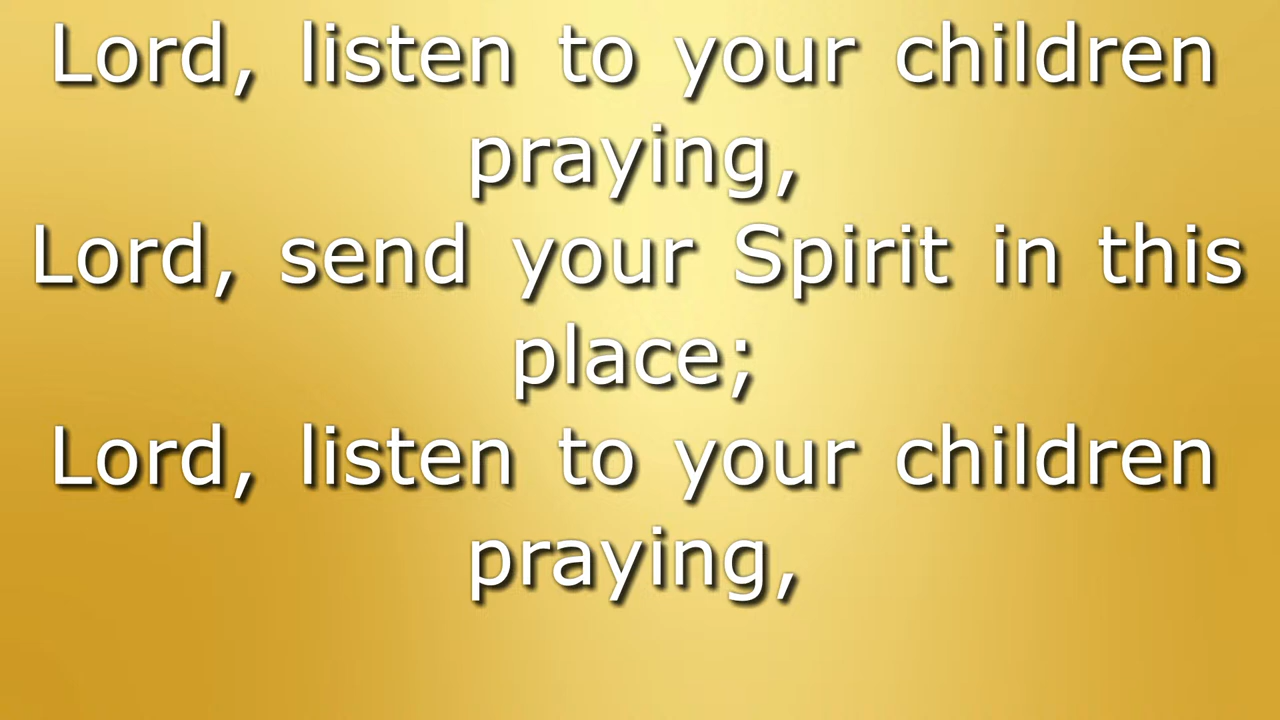 Lord, listen to your children
praying,
Lord, send your Spirit in this
place;
Lord, listen to your children
praying,